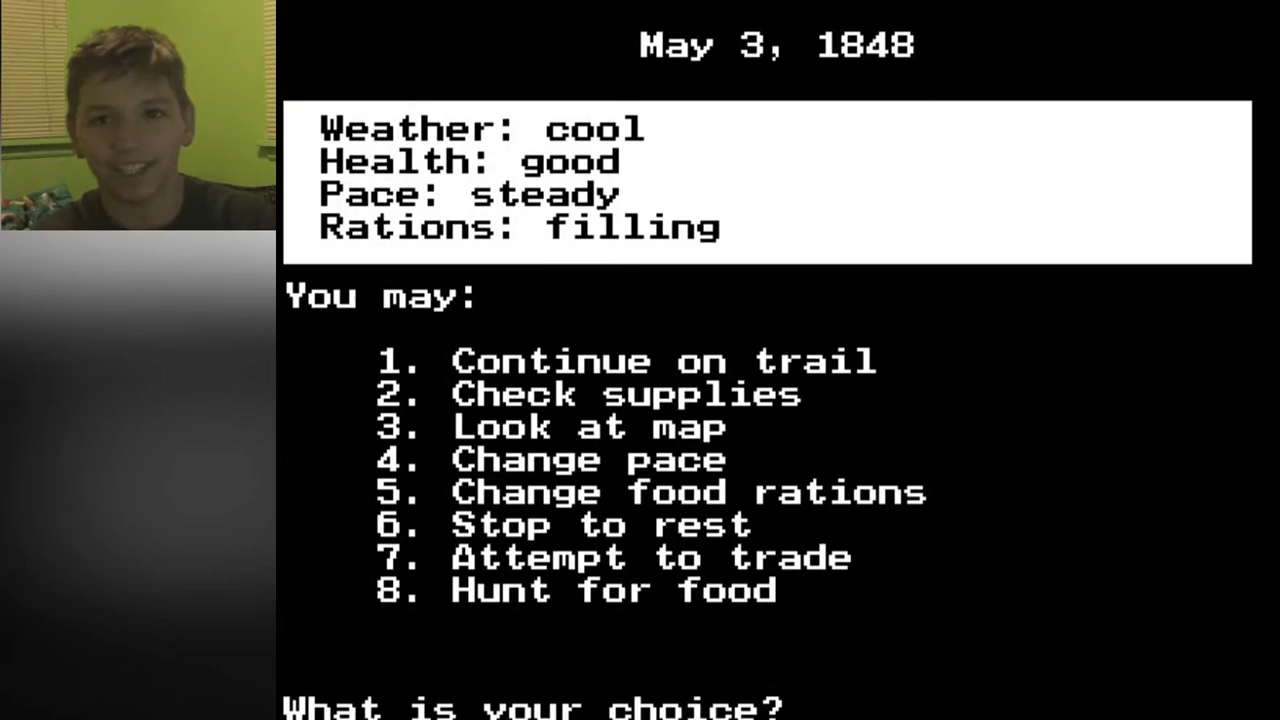 May 3, 1848
Weather: cool
Health: good
Pace: steady
Rations: filling
You may:
1. Continue on trail
2. Check supplies
3. Look at map
4. Change pace
5. Change food rations
6. Stop to rest
7. Attempt to trade
8. Hunt for food
What is your choice?